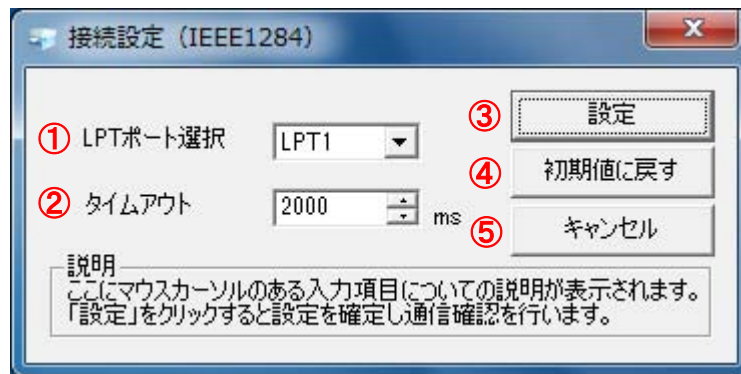 接続設定（IEEE1284）
① LPTポート選択 LPT1
② タイムアウト 2000 ms
③ 設定
④ 初期値に戻す
⑤ キャンセル
説明
ここにマウスカーソルのある入力項目についての説明が表示されます。
「設定」をクリックすると設定を確定し通信確認を行います。